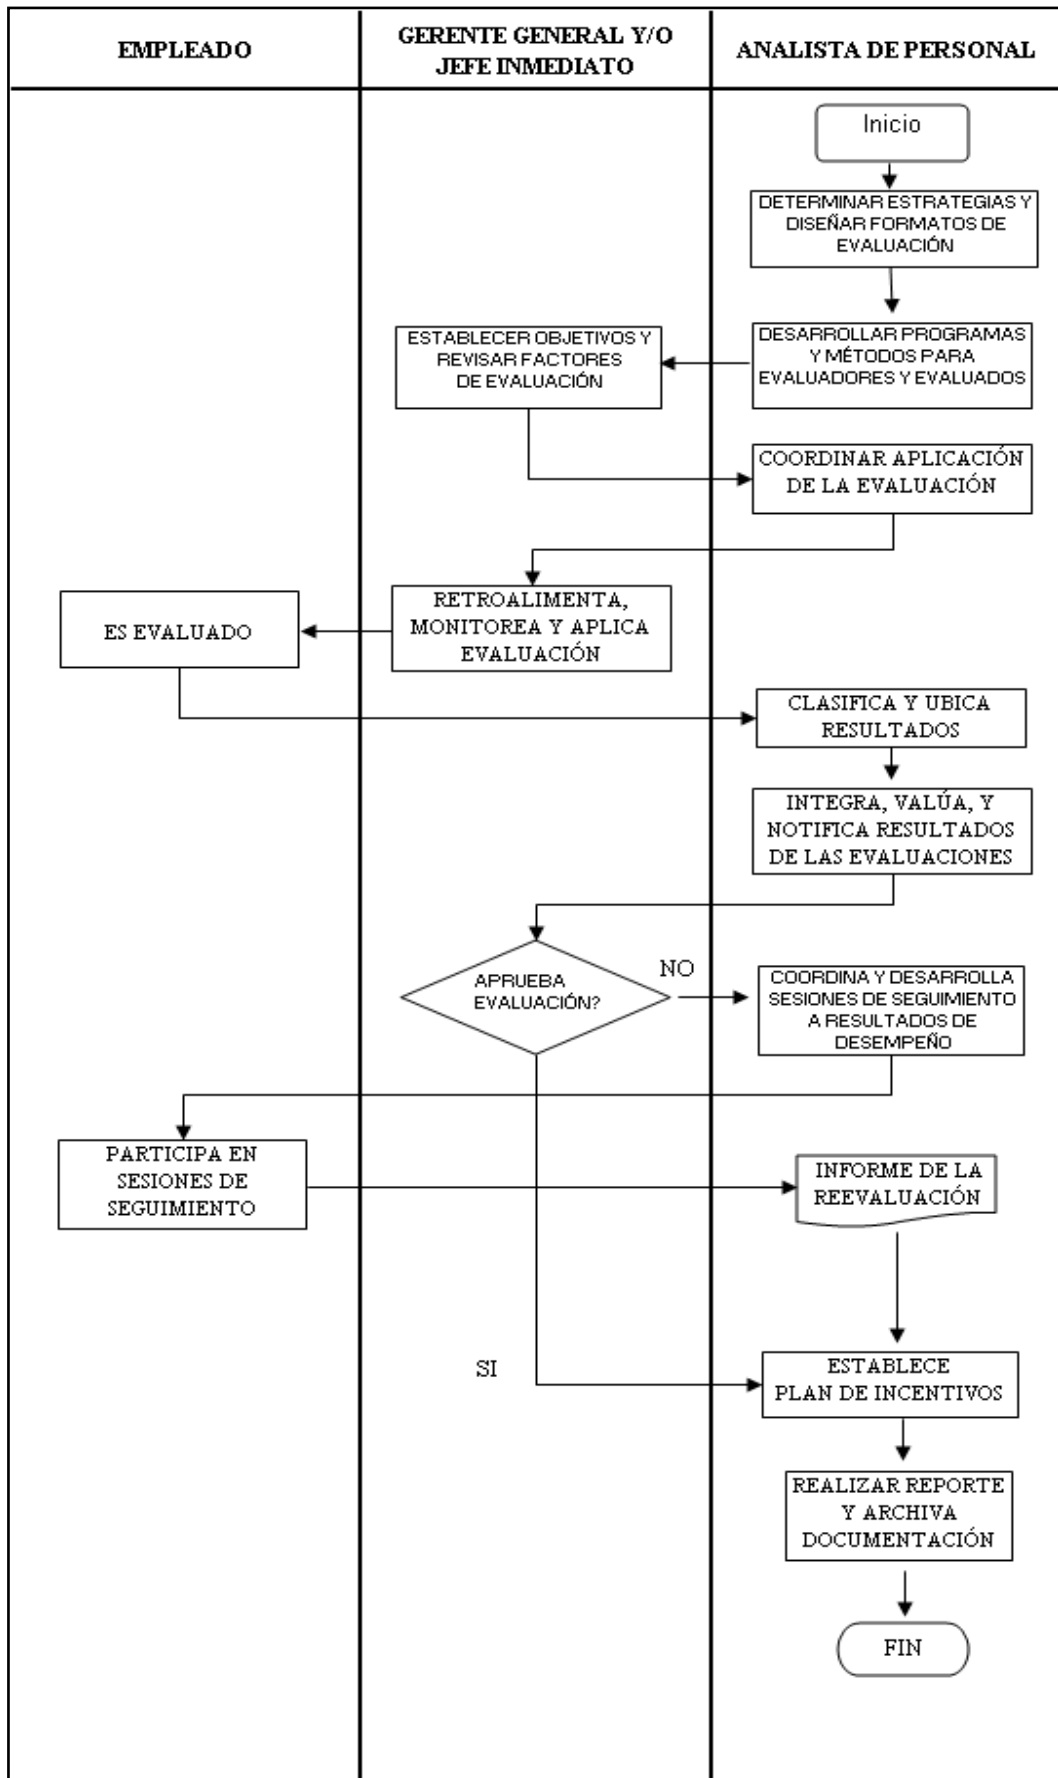 EMPLEADO
GERENTE GENERAL Y/O
JEFE INMEDIATO
ANALISTA DE PERSONAL
Inicio
DETERMINAR ESTRATEGIAS Y
DISEÑAR FORMATOS DE
EVALUACIÓN
DESARROLLAR PROGRAMAS
Y MÉTODOS PARA
EVALUADORES Y EVALUADOS
ESTABLECER OBJETIVOS Y
REVISAR FACTORES
DE EVALUACIÓN
COORDINAR APLICACIÓN
DE LA EVALUACIÓN
RETROALIMENTA,
MONITOREA Y APLICA
EVALUACIÓN
ES EVALUADO
CLASIFICA Y UBICA
RESULTADOS
INTEGRA, VALÚA, Y
NOTIFICA RESULTADOS
DE LAS EVALUACIONES
APRUEBA
EVALUACIÓN?
NO
COORDINA Y DESARROLLA
SESIONES DE SEGUIMIENTO
A RESULTADOS DE
DESEMPEÑO
PARTICIPA EN
SESIONES DE
SEGUIMIENTO
INFORME DE LA
REEVALUACIÓN
SI
ESTABLECE
PLAN DE INCENTIVOS
REALIZAR REPORTE
Y ARCHIVA
DOCUMENTACIÓN
FIN